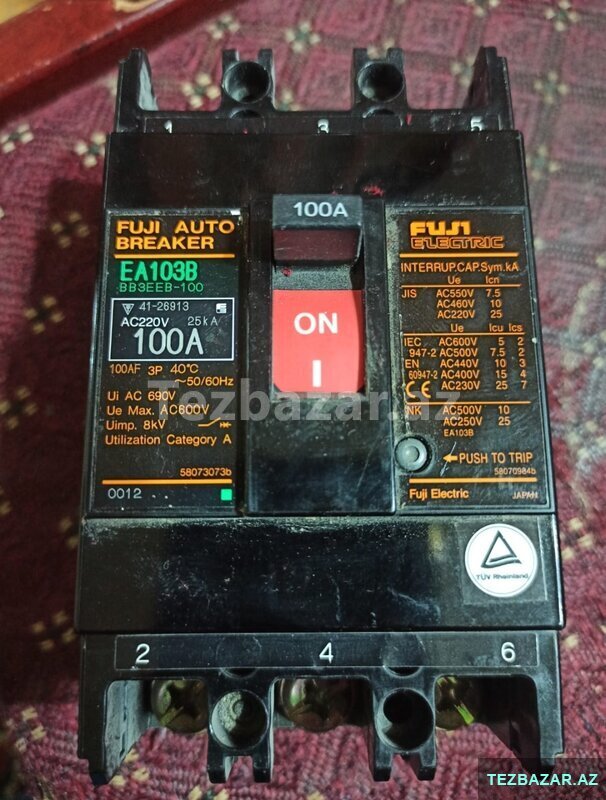 1 3 5
100A
FUJI AUTO
BREAKER
EA103B
BB3EEB-100
41-26913
AC220V 25kA
100A
100AF 3P 40°C
~50/60Hz
Ui AC 690V
Ue Max. AC600V
Uimp. 8kV
Utilization Category A
58073073b
0012
ON
I
FUJI
ELECTRIC
INTERRUP.CAP.Sym.kA
Ue Icn
JIS AC550V 7.5
AC460V 10
AC220V 25
Ue Icu Ics
IEC AC600V 5 2
947-2 AC500V 7.5 2
EN AC440V 10 3
60947-2 AC400V 15 4
CE AC230V 25 7
NK AC500V 10
AC250V 25
EA103B
←PUSH TO TRIP
58070984b
Fuji Electric JAPAN
Tezbazar.az
TÜV Rheinland
2 4 6
TEZBAZAR.AZ